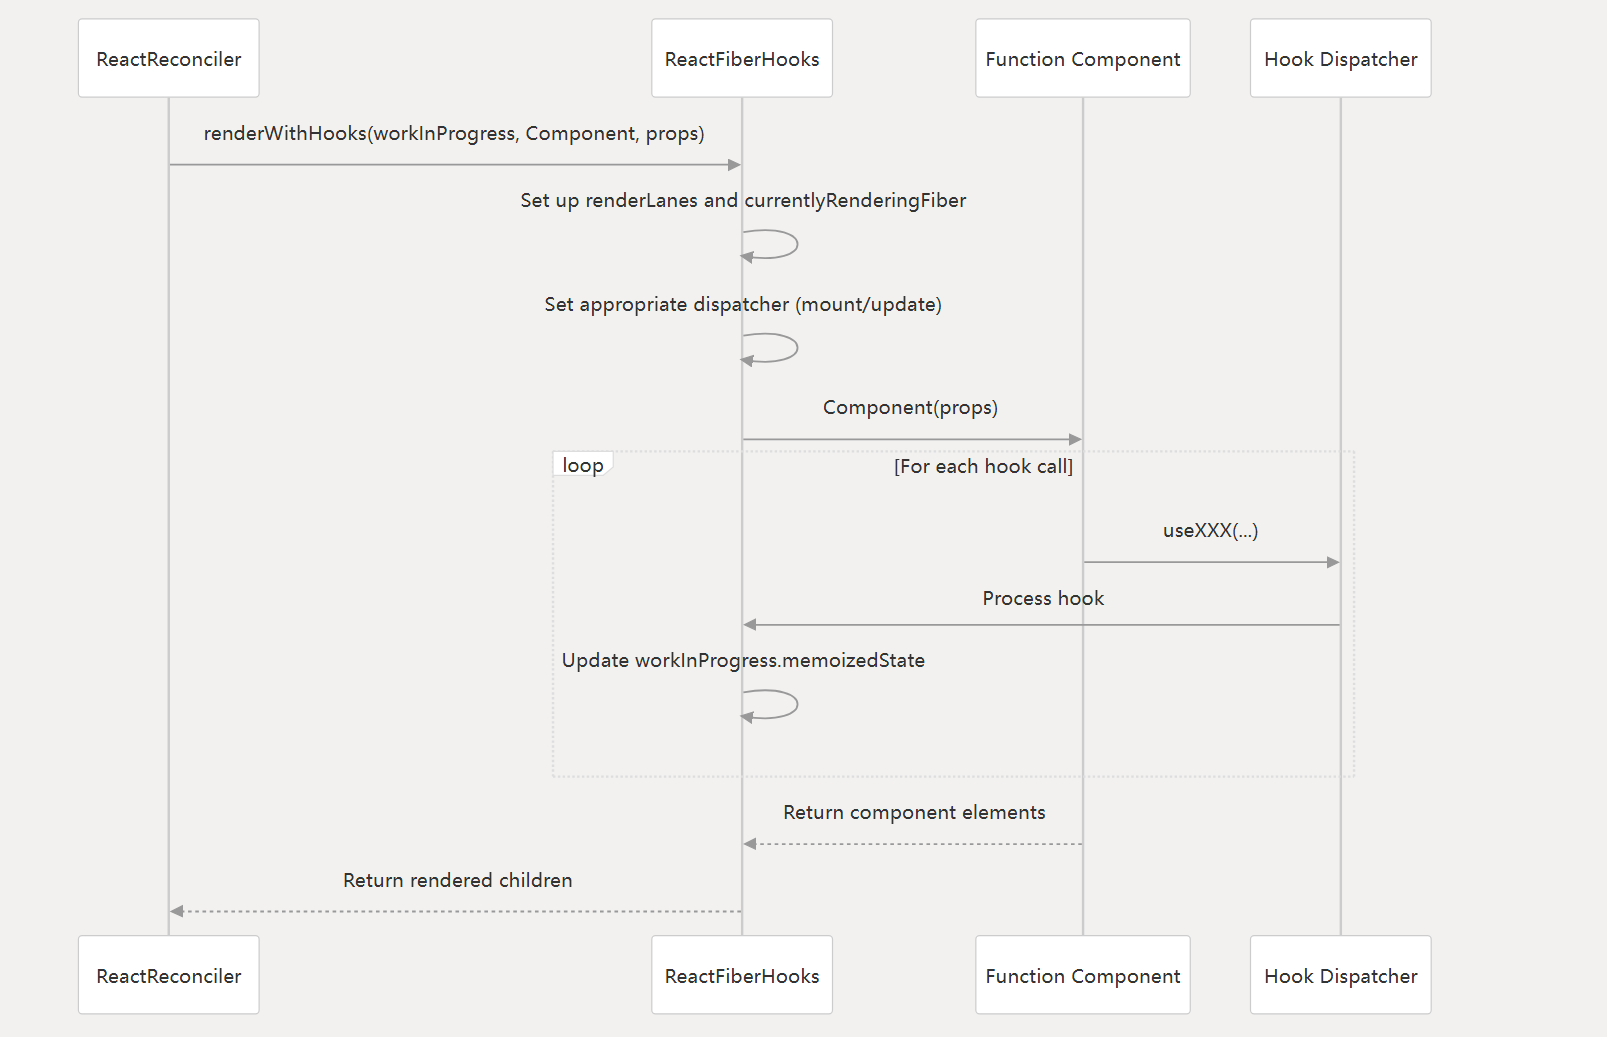 ReactReconciler
ReactFiberHooks
Function Component
Hook Dispatcher
renderWithHooks(workInProgress, Component, props)
Set up renderLanes and currentlyRenderingFiber
Set appropriate dispatcher (mount/update)
Component(props)
loop
[For each hook call]
useXXX(...)
Process hook
Update workInProgress.memoizedState
Return component elements
Return rendered children
ReactReconciler
ReactFiberHooks
Function Component
Hook Dispatcher